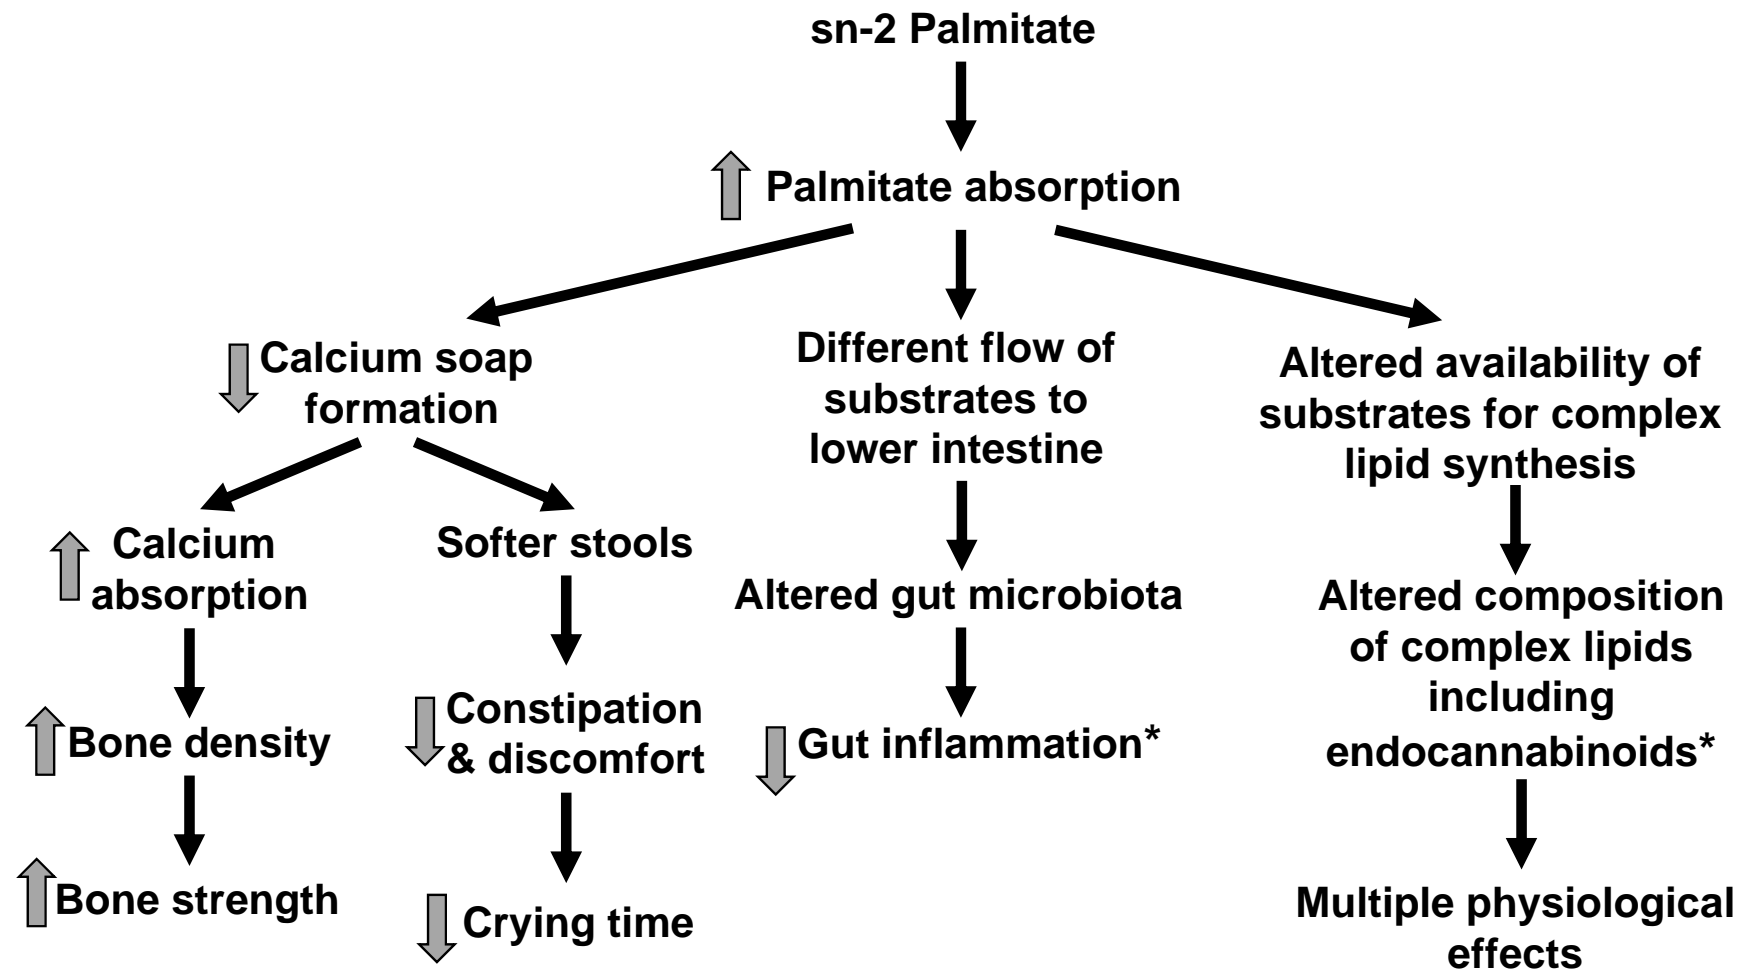 sn-2 Palmitate
Palmitate absorption
Calcium soap
formation
Different flow of
substrates to
lower intestine
Altered availability of
substrates for complex
lipid synthesis
Calcium
absorption
Softer stools
Altered gut microbiota
Altered composition
of complex lipids
including
endocannabinoids*
Bone density
Constipation
& discomfort
Gut inflammation*
Bone strength
Crying time
Multiple physiological
effects